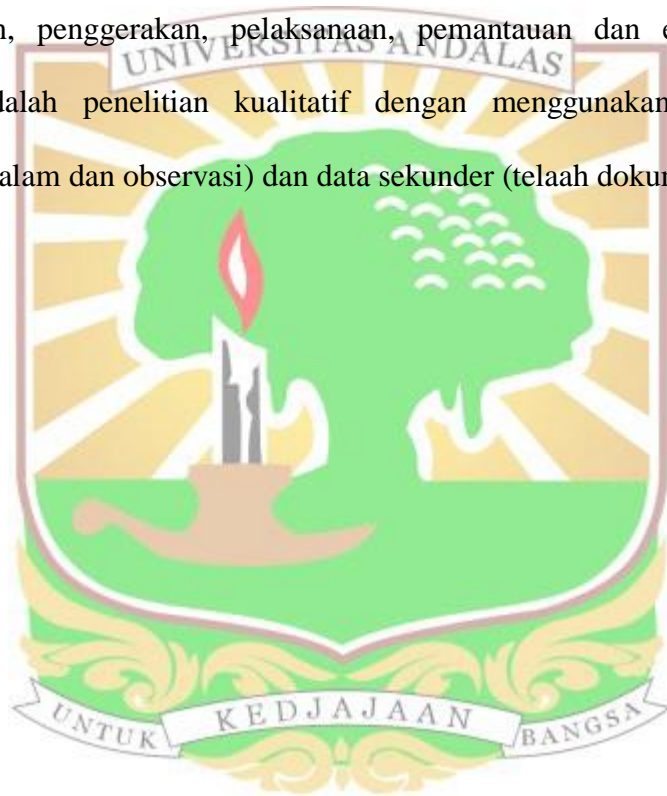 n, penggerakan, pelaksanaan, pemantauan dan e
UNIVERSITAS ANDALAS
dalah penelitian kualitatif dengan menggunakan
alam dan observasi) dan data sekunder (telaah dokum
UNTUK KEDJAJAAN BANGSA